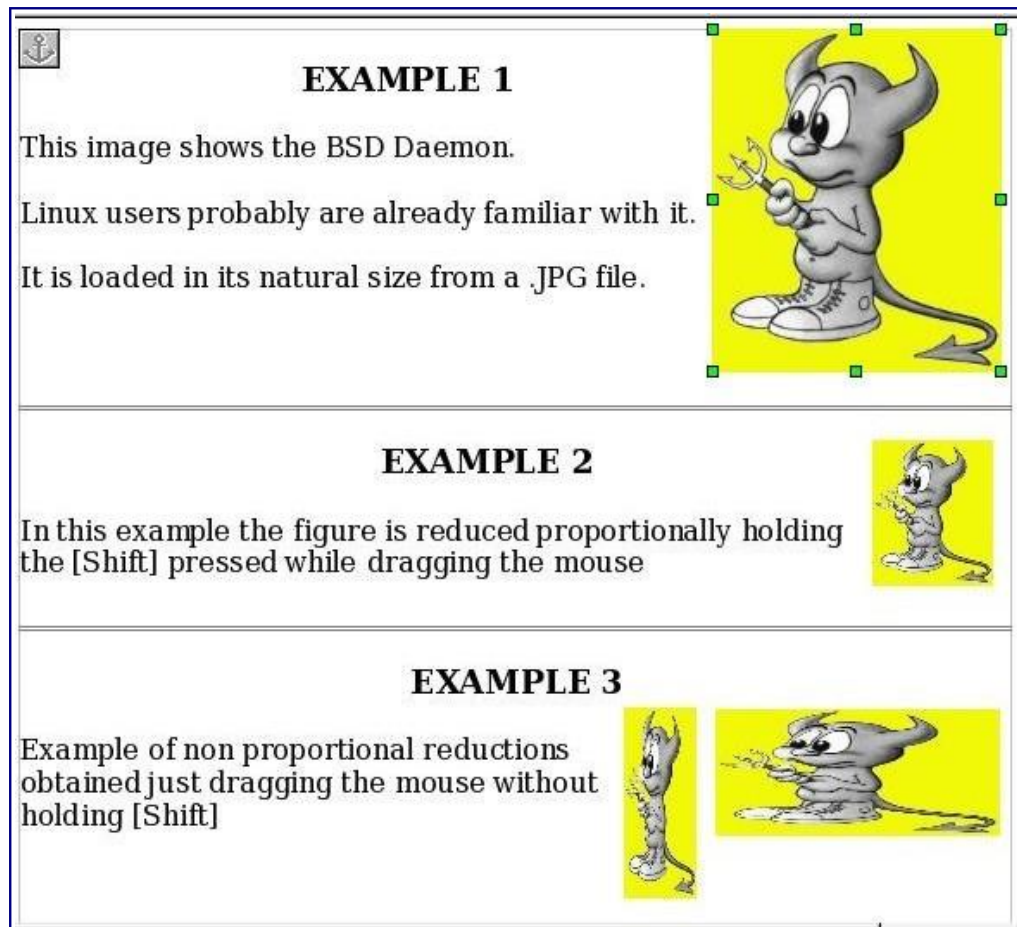 EXAMPLE 1
This image shows the BSD Daemon.
Linux users probably are already familiar with it.
It is loaded in its natural size from a .JPG file.
EXAMPLE 2
In this example the figure is reduced proportionally holding
the [Shift] pressed while dragging the mouse
EXAMPLE 3
Example of non proportional reductions
obtained just dragging the mouse without
holding [Shift]